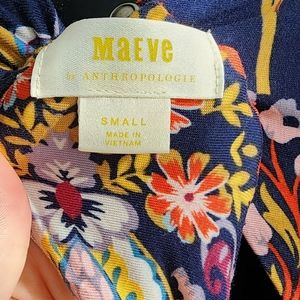 MAEVE
by ANTHROPOLOGIE
SMALL
MADE IN
VIETNAM